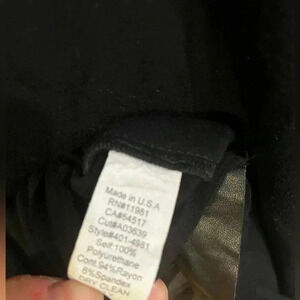 Made in U.S.A
RN#11981
CA#64517
Cut#A03639
Style#401-4981
Self:100%
Polyurethane
Cont:94%Rayon
6%Spandex
DRY CLEAN